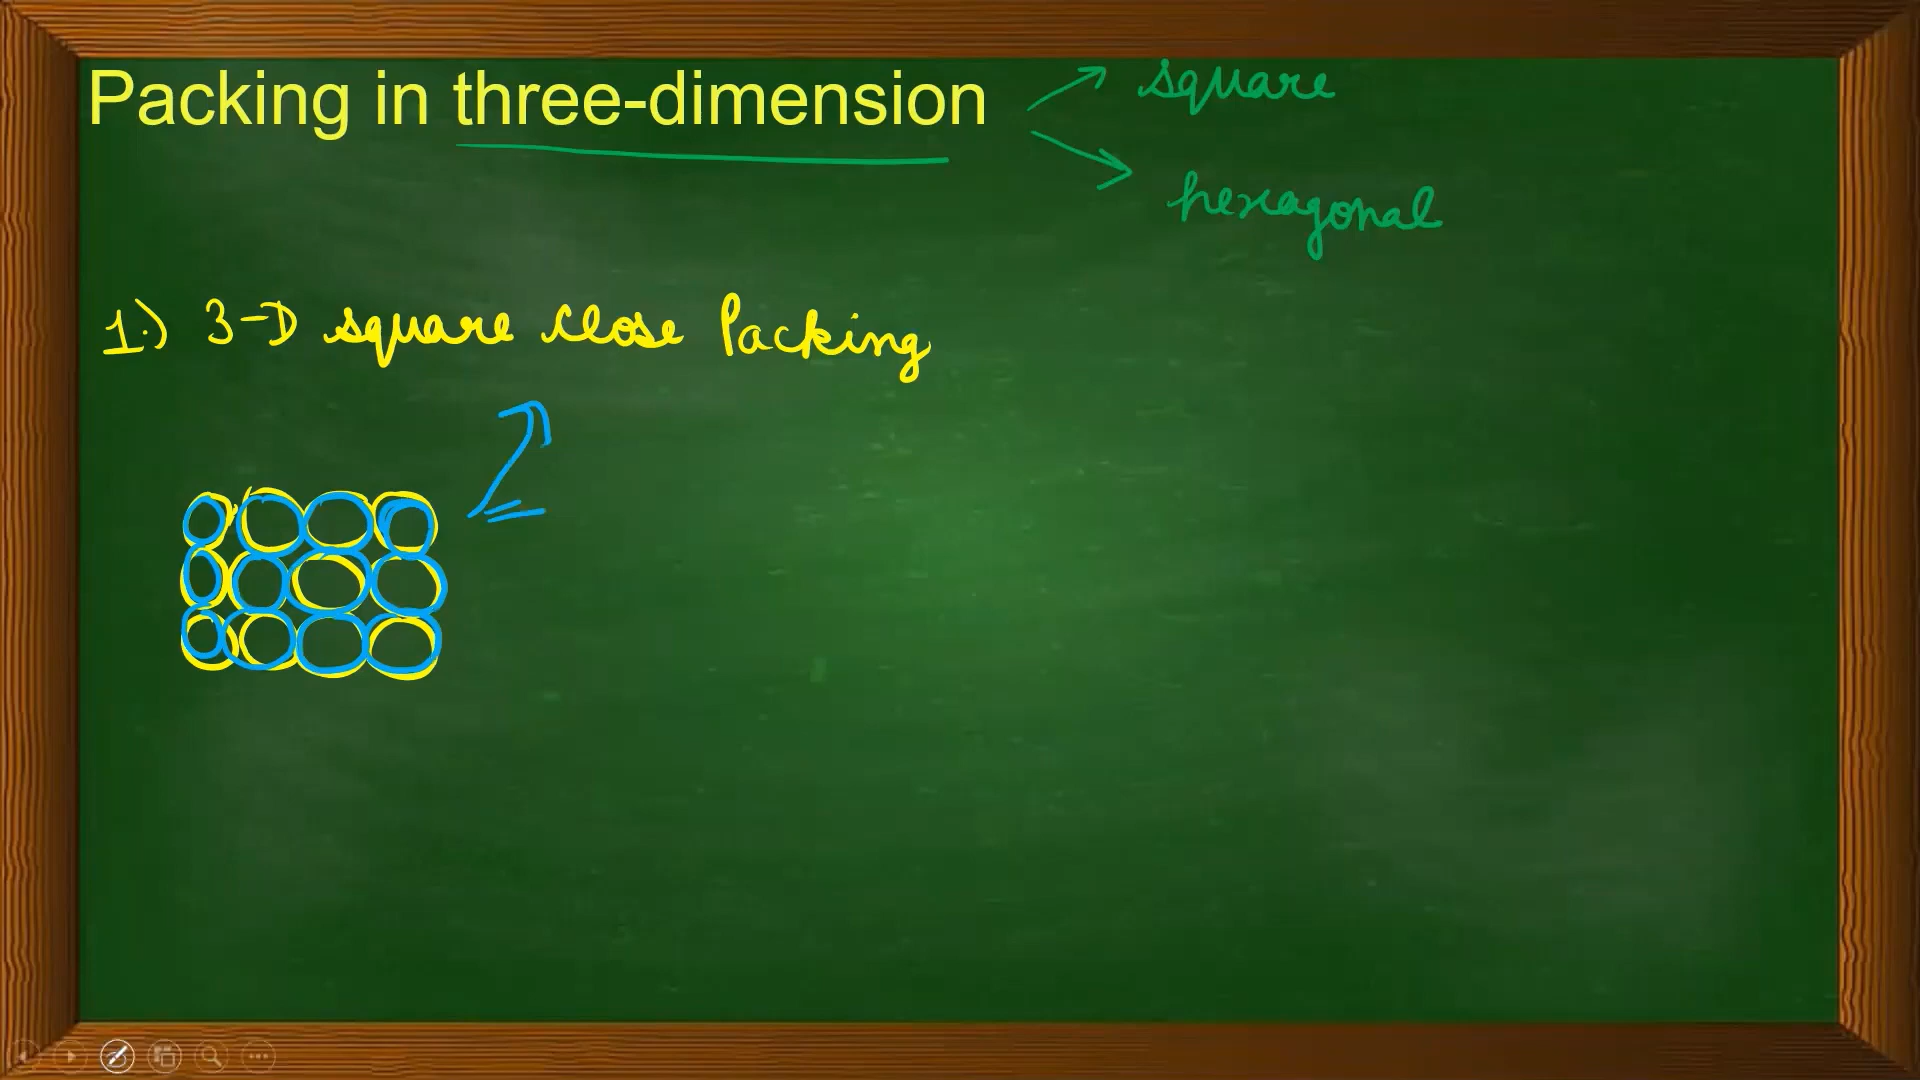 Packing in three-dimension
square
hexagonal
1.) 3-D square close Packing